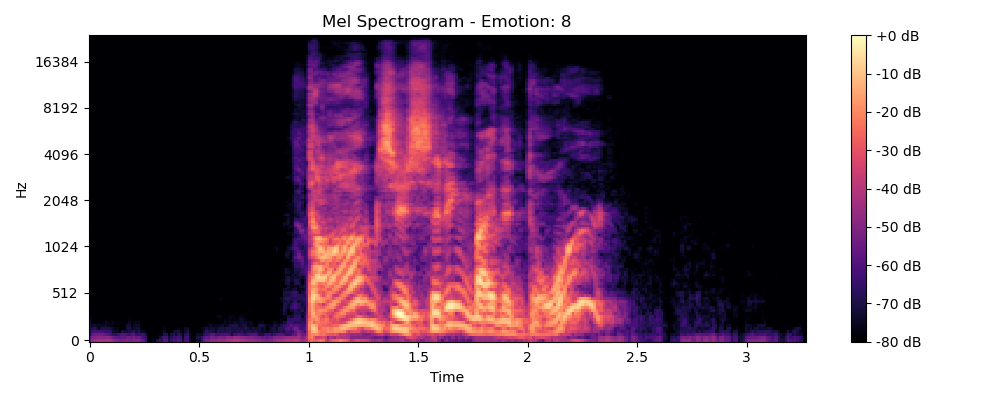 Mel Spectrogram - Emotion: 8
Hz
16384
8192
4096
2048
1024
512
0
0 0.5 1 1.5 2 2.5 3
Time
+0 dB
-10 dB
-20 dB
-30 dB
-40 dB
-50 dB
-60 dB
-70 dB
-80 dB